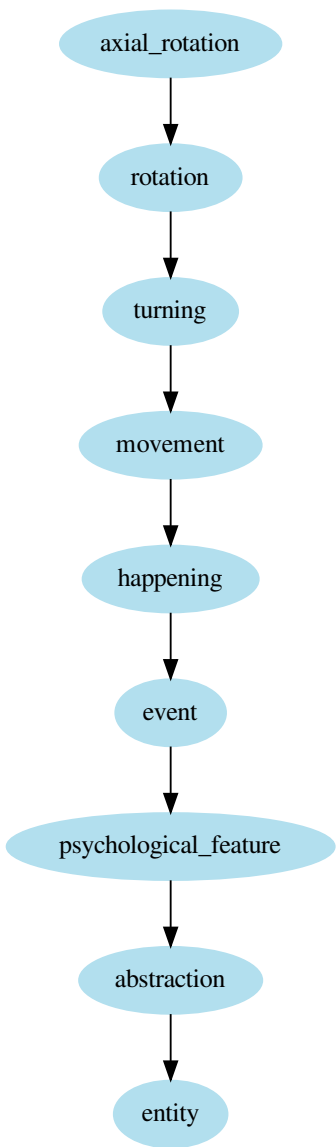 axial_rotation
rotation
turning
movement
happening
event
psychological_feature
abstraction
entity